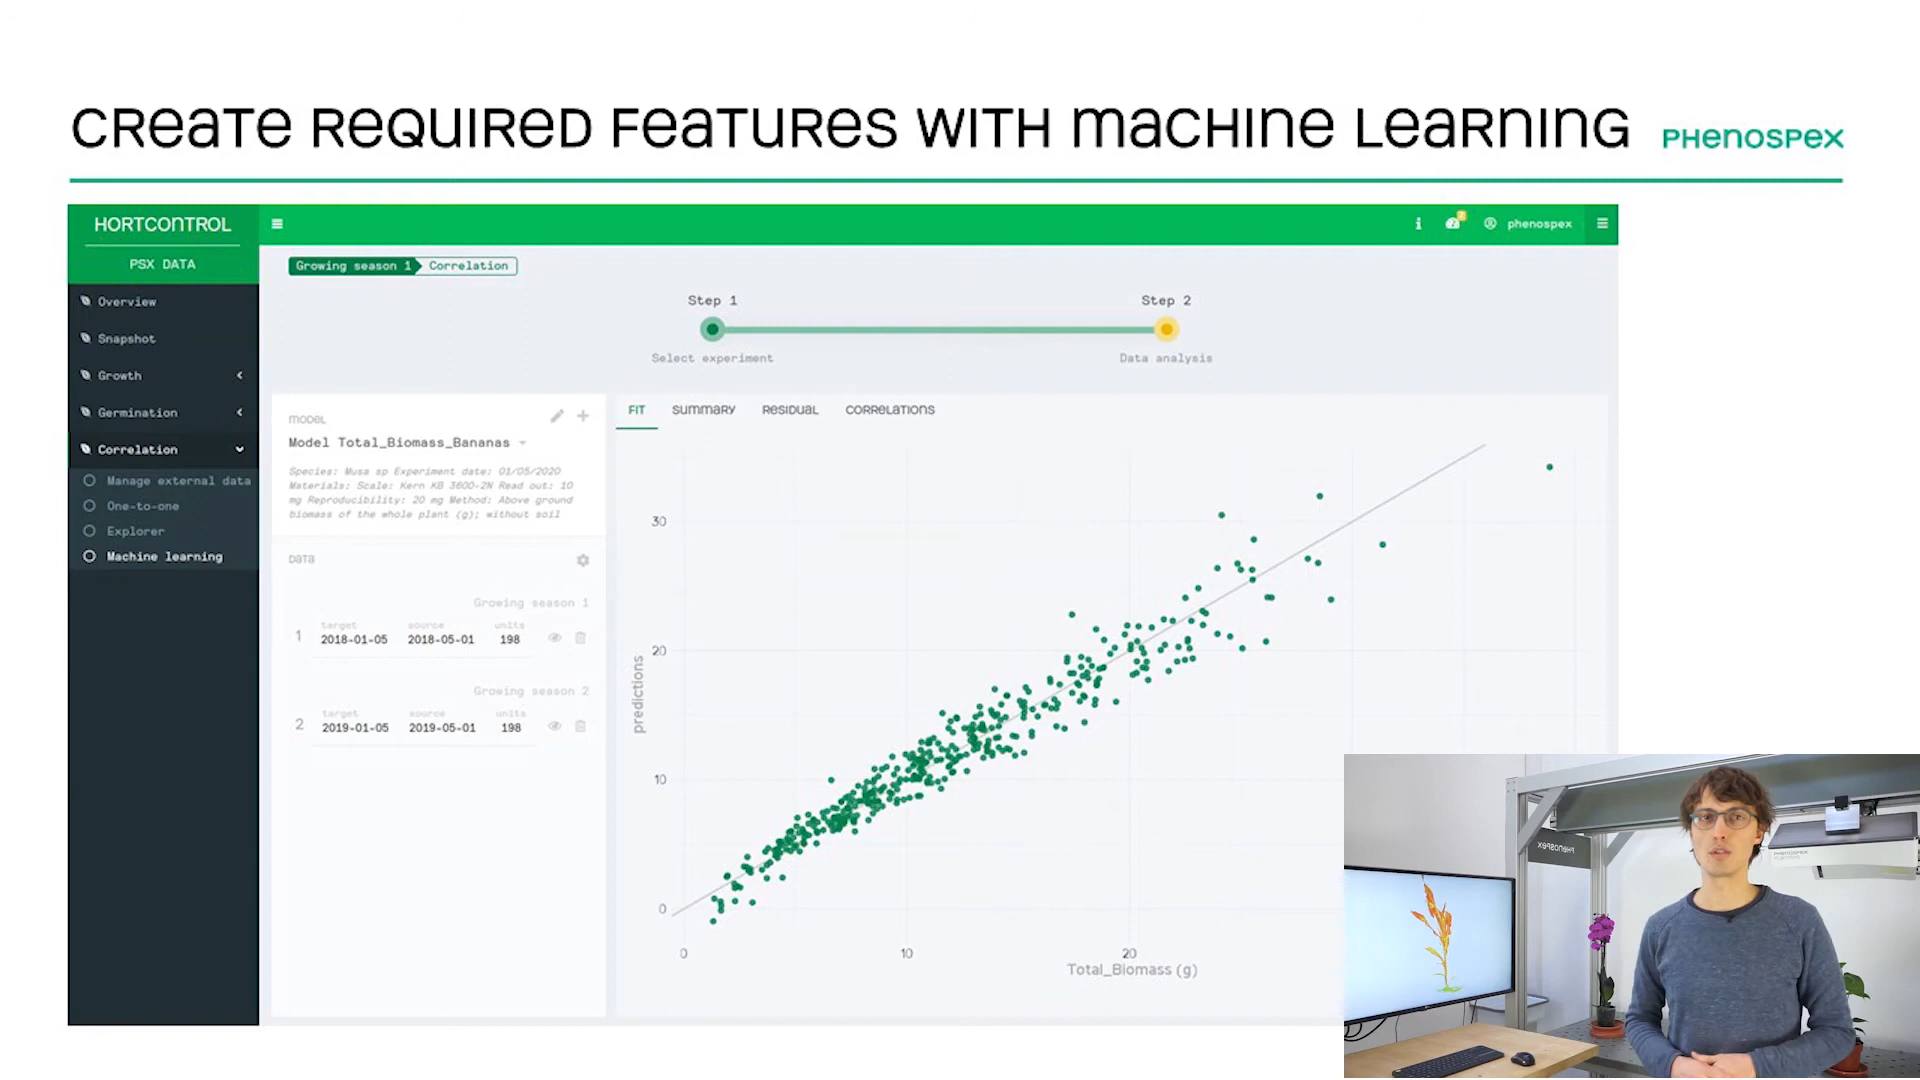 CREATE REQUIRED FEATURES WITH MACHINE LEARNING
PHENOSPEX
HORTCONTROL
PSX DATA
i
2
phenospex
Overview
Snapshot
Growth
Germination
Correlation
Manage external data
One-to-one
Explorer
Machine learning
Growing season 1
Correlation
Step 1
Step 2
Select experiment
Data analysis
MODEL
Model Total_Biomass_Bananas
Species: Musa sp Experiment date: 01/05/2020
Materials: Scale: Kern KB 3600-2N Read out: 10
mg Reproducibility: 20 mg Method: Above ground
biomass of the whole plant (g); without soil
DATA
Growing season 1
target source units
1 2018-01-05 2018-05-01 198
Growing season 2
target source units
2 2019-01-05 2019-05-01 198
FIT SUMMARY RESIDUAL CORRELATIONS
predictions
30
20
10
0
0 10 20
Total_Biomass (g)
PHENOSPEX
PHENOSPEX